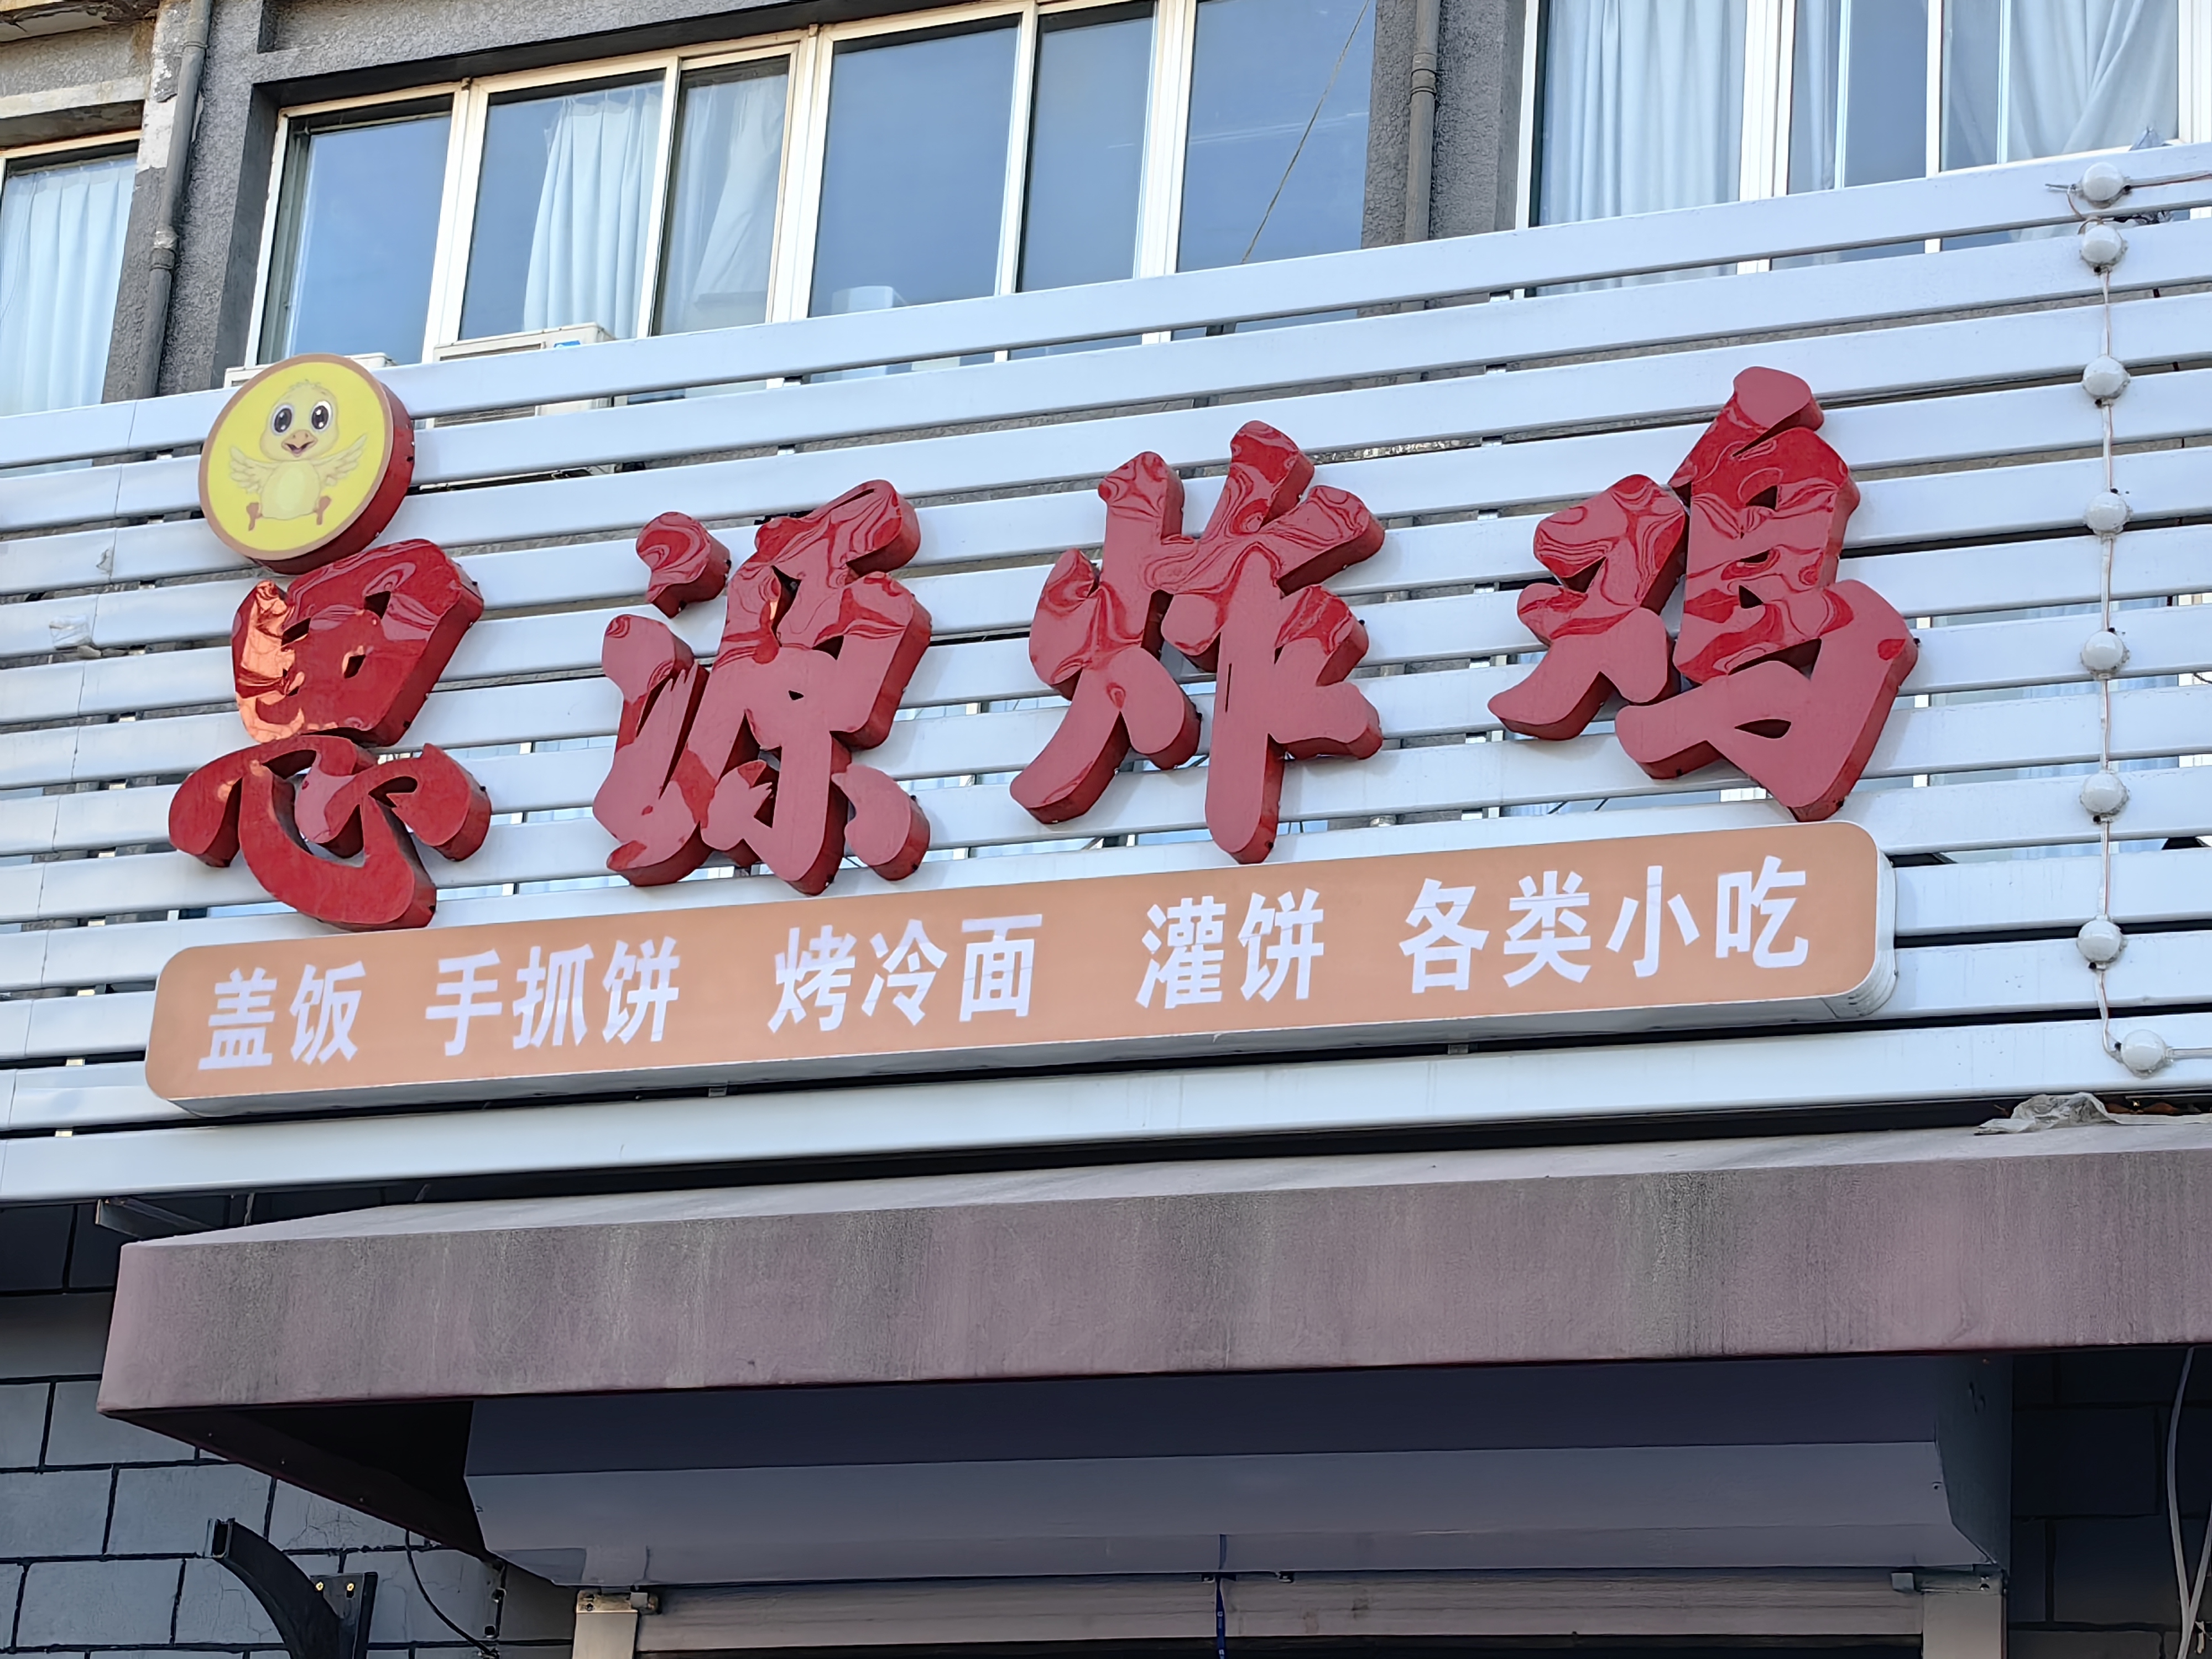 思源炸鸡
盖饭 手抓饼 烤冷面 灌饼 各类小吃